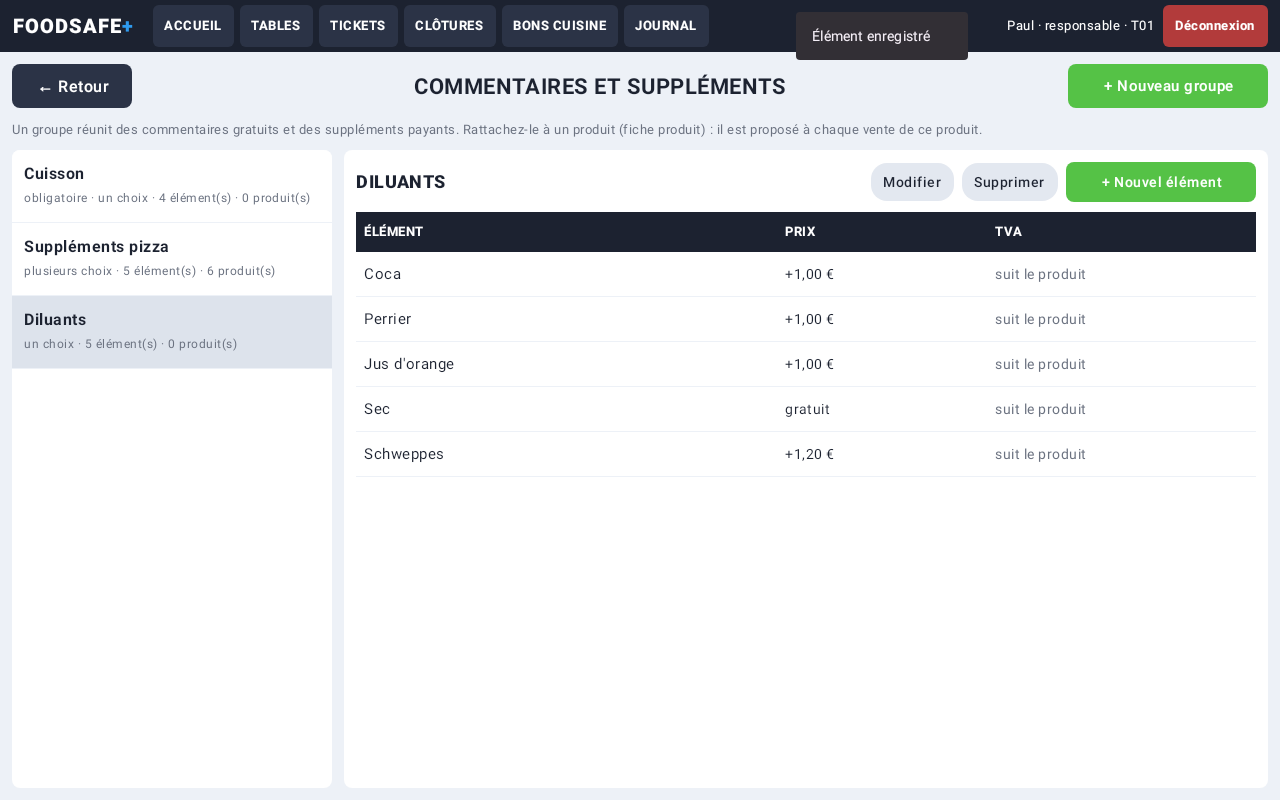 FOODSAFE+ ACCUEIL TABLES TICKETS CLÔTURES BONS CUISINE JOURNAL Élément enregistré Paul · responsable · T01 Déconnexion
← Retour COMMENTAIRES ET SUPPLÉMENTS + Nouveau groupe
Un groupe réunit des commentaires gratuits et des suppléments payants. Rattachez-le à un produit (fiche produit) : il est proposé à chaque vente de ce produit.
Cuisson
obligatoire · un choix · 4 élément(s) · 0 produit(s)
Suppléments pizza
plusieurs choix · 5 élément(s) · 6 produit(s)
Diluants
un choix · 5 élément(s) · 0 produit(s)
DILUANTS Modifier Supprimer + Nouvel élément
ÉLÉMENT PRIX TVA
Coca +1,00 € suit le produit
Perrier +1,00 € suit le produit
Jus d'orange +1,00 € suit le produit
Sec gratuit suit le produit
Schweppes +1,20 € suit le produit